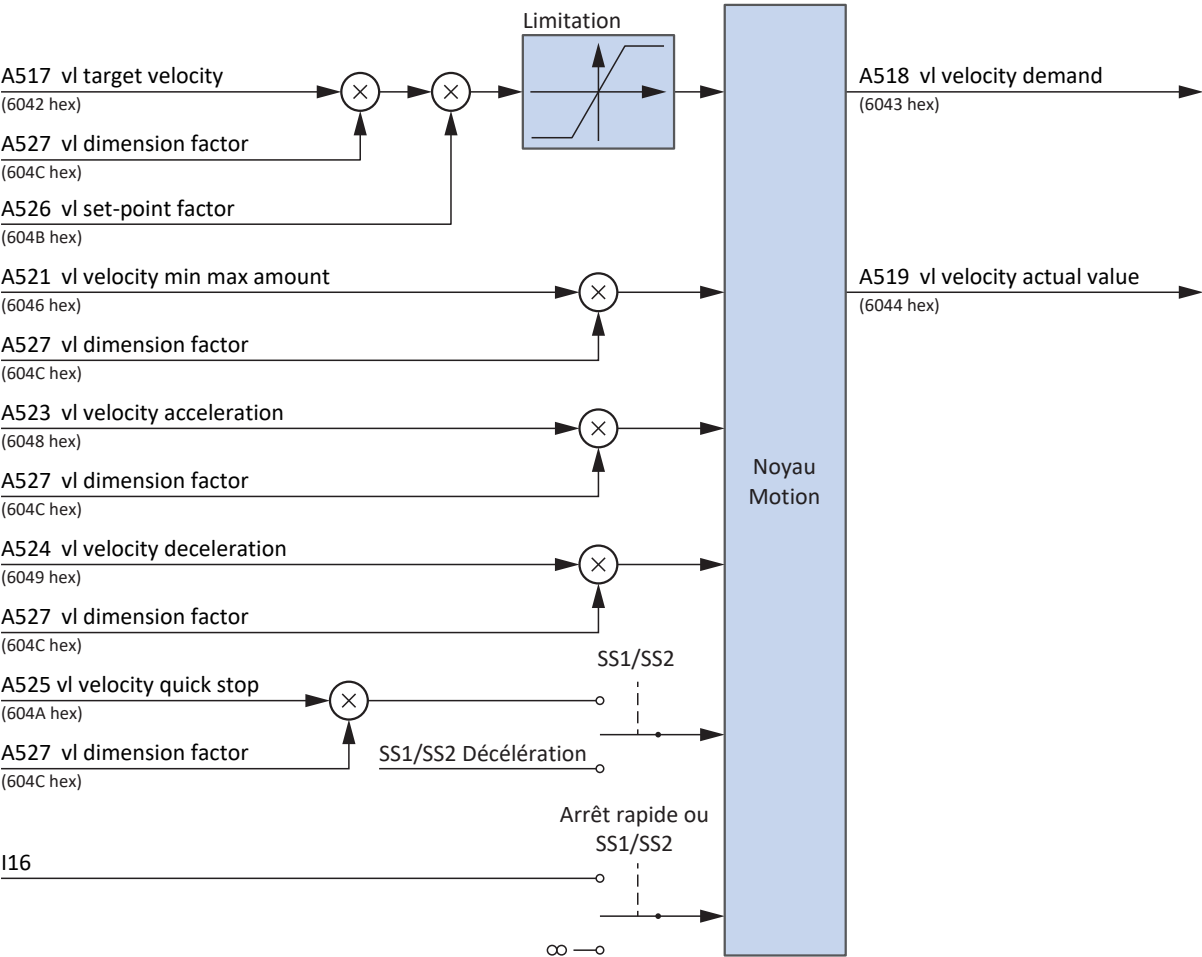 Limitation
A517 vl target velocity
(6042 hex)
A527 vl dimension factor
(604C hex)
A526 vl set-point factor
(604B hex)
A521 vl velocity min max amount
(6046 hex)
A527 vl dimension factor
(604C hex)
A523 vl velocity acceleration
(6048 hex)
A527 vl dimension factor
(604C hex)
A524 vl velocity deceleration
(6049 hex)
A527 vl dimension factor
(604C hex)
SS1/SS2
A525 vl velocity quick stop
(604A hex)
A527 vl dimension factor
(604C hex)
SS1/SS2 Décélération
Arrêt rapide ou
SS1/SS2
I16
∞
Noyau
Motion
A518 vl velocity demand
(6043 hex)
A519 vl velocity actual value
(6044 hex)